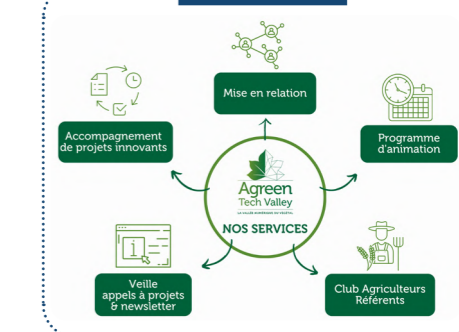 Mise en relation
Accompagnement
de projets innovants
Programme
d'animation
Agreen
Tech Valley
LA VALLÉE NUMÉRIQUE DU VÉGÉTAL
NOS SERVICES
Veille
appels à projets
& newsletter
Club Agriculteurs
Référents